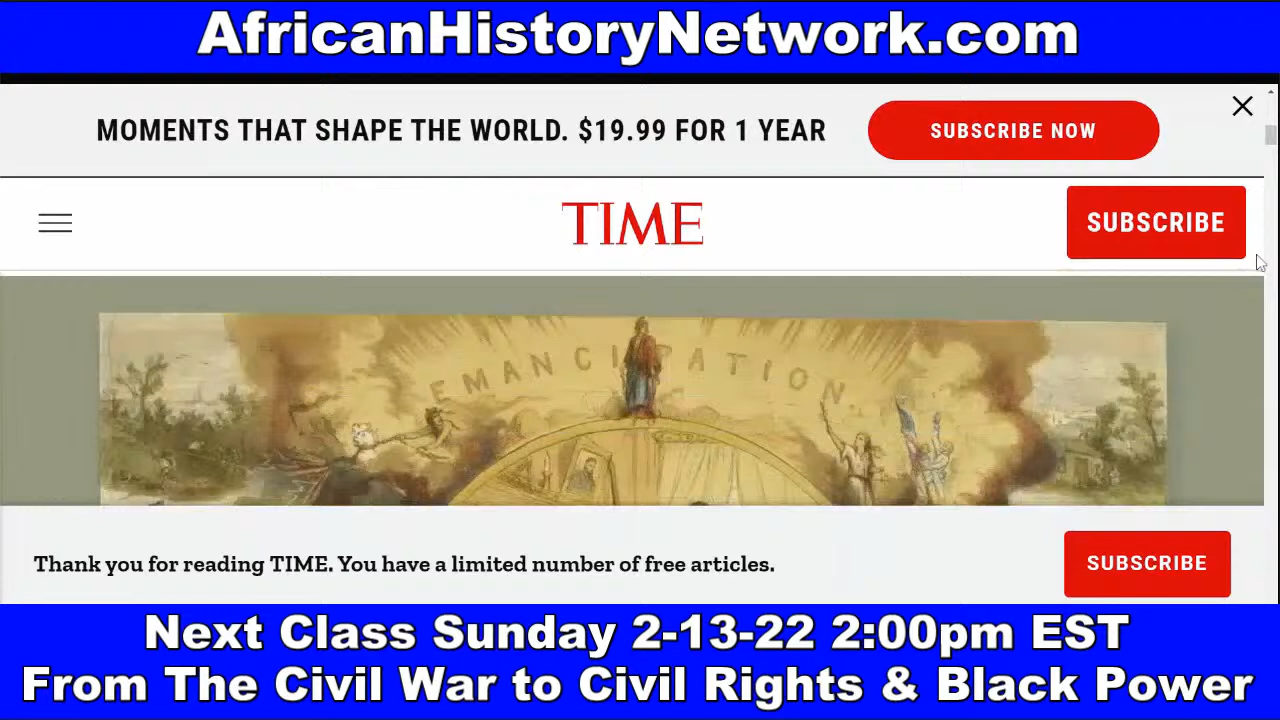 AfricanHistoryNetwork.com
MOMENTS THAT SHAPE THE WORLD. $19.99 FOR 1 YEAR
SUBSCRIBE NOW
TIME
SUBSCRIBE
EMANCIPATION
Thank you for reading TIME. You have a limited number of free articles.
SUBSCRIBE
Next Class Sunday 2-13-22 2:00pm EST
From The Civil War to Civil Rights & Black Power